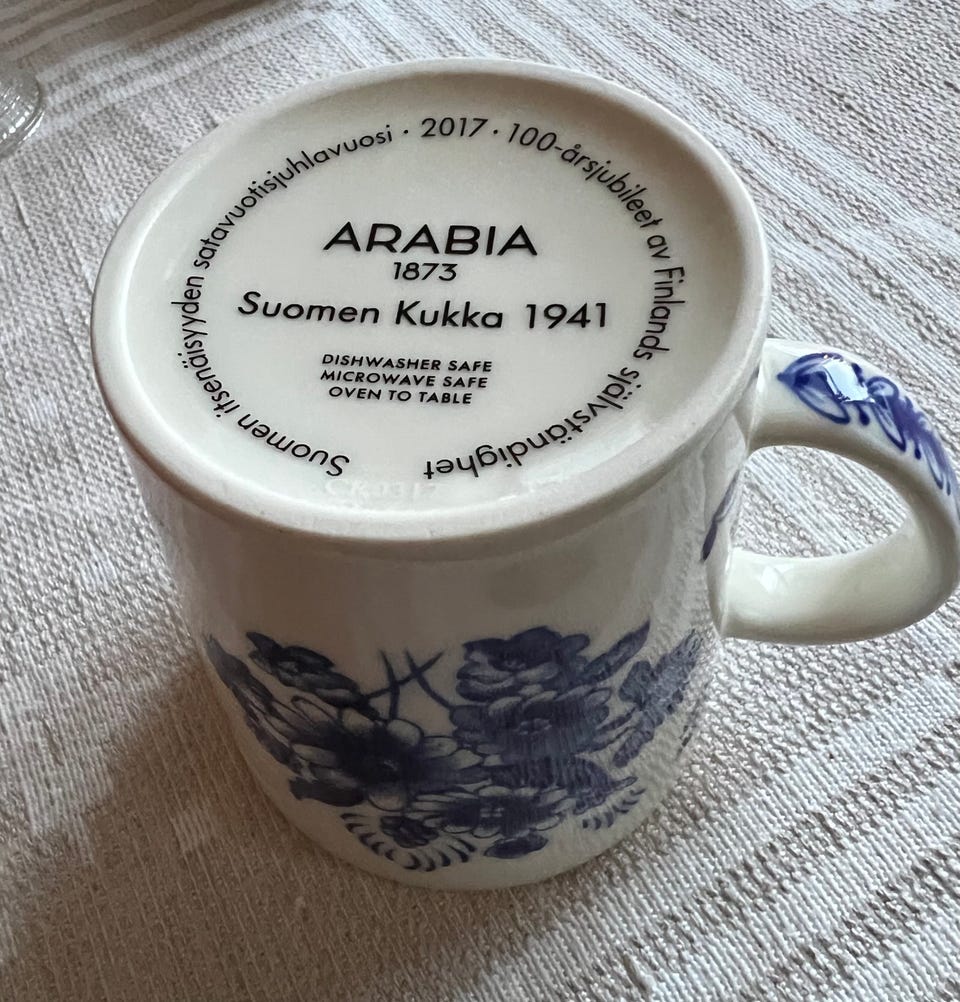 Suomen itsenäisyyden satavuotisjuhlavuosi · 2017 · 100-årsjubileet av Finlands självständighet
ARABIA
1873
Suomen Kukka 1941
DISHWASHER SAFE
MICROWAVE SAFE
OVEN TO TABLE